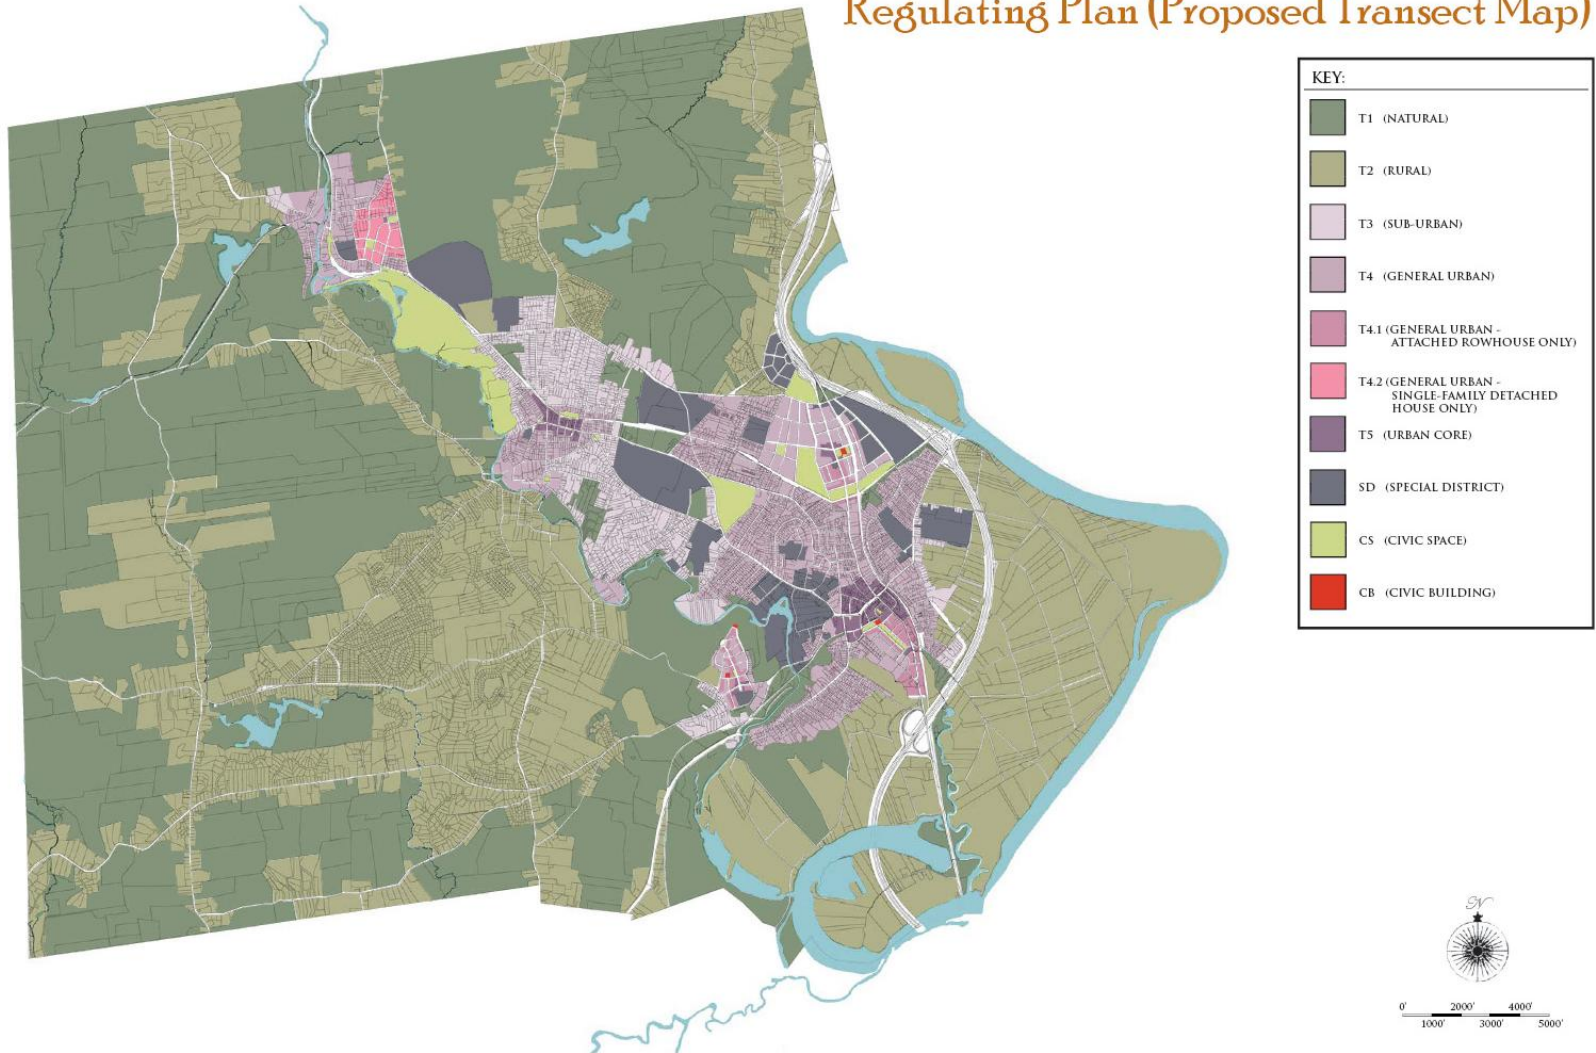 Regulating Plan (Proposed Transect Map)
KEY:
T1 (NATURAL)
T2 (RURAL)
T3 (SUB-URBAN)
T4 (GENERAL URBAN)
T4.1 (GENERAL URBAN -
ATTACHED ROWHOUSE ONLY)
T4.2 (GENERAL URBAN -
SINGLE-FAMILY DETACHED
HOUSE ONLY)
T5 (URBAN CORE)
SD (SPECIAL DISTRICT)
CS (CIVIC SPACE)
CB (CIVIC BUILDING)
N
0' 2000' 4000'
1000' 3000' 5000'